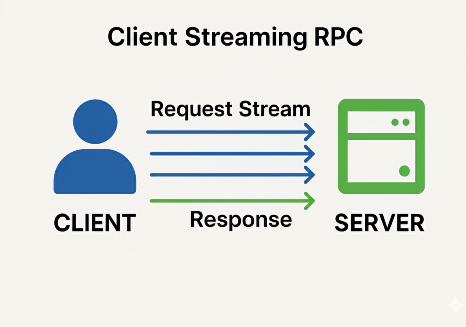 Client Streaming RPC
Request Stream
Response
CLIENT
SERVER